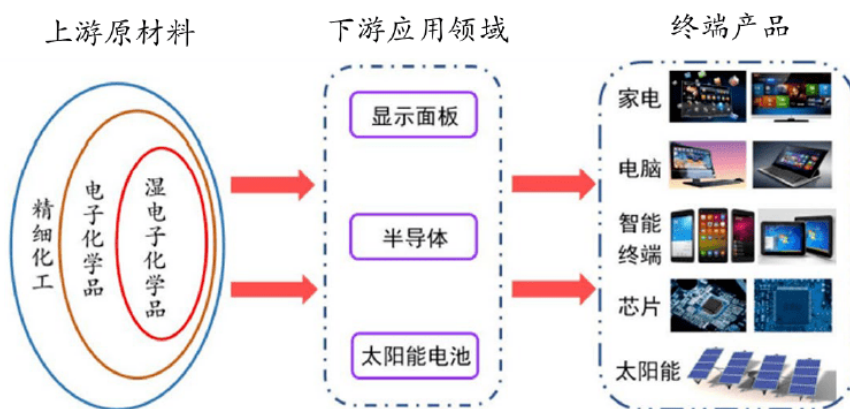 上游原材料
下游应用领域
终端产品
精细化工
电子化学品
湿电子化学品
显示面板
半导体
太阳能电池
家电
电脑
智能
终端
芯片
太阳能